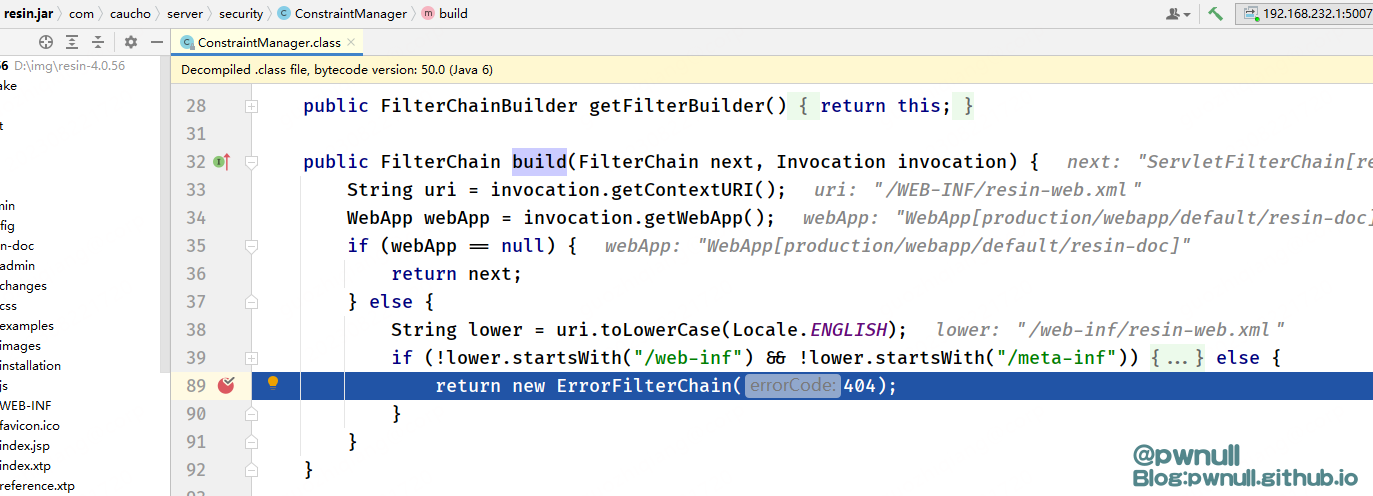 resin.jar com caucho server security ConstraintManager build 192.168.232.1:5007
ConstraintManager.class
D:\img\resin-4.0.56
Decompiled .class file, bytecode version: 50.0 (Java 6)
28 public FilterChainBuilder getFilterBuilder() { return this; }
31
32 public FilterChain build(FilterChain next, Invocation invocation) { next: "ServletFilterChain[re
33 String uri = invocation.getContextURI(); uri: "/WEB-INF/resin-web.xml"
34 WebApp webApp = invocation.getWebApp(); webApp: "WebApp[production/webapp/default/resin-doc]
35 if (webApp == null) { webApp: "WebApp[production/webapp/default/resin-doc]"
36 return next;
37 } else {
38 String lower = uri.toLowerCase(Locale.ENGLISH); lower: "/web-inf/resin-web.xml"
39 if (!lower.startsWith("/web-inf") && !lower.startsWith("/meta-inf")) {...} else {
89 return new ErrorFilterChain( errorCode: 404);
90 }
91 }
92 }
n-doc
admin
changes
css
examples
images
installation
js
WEB-INF
favicon.ico
index.jsp
index.xtp
reference.xtp
@pwnull
Blog:pwnull.github.io